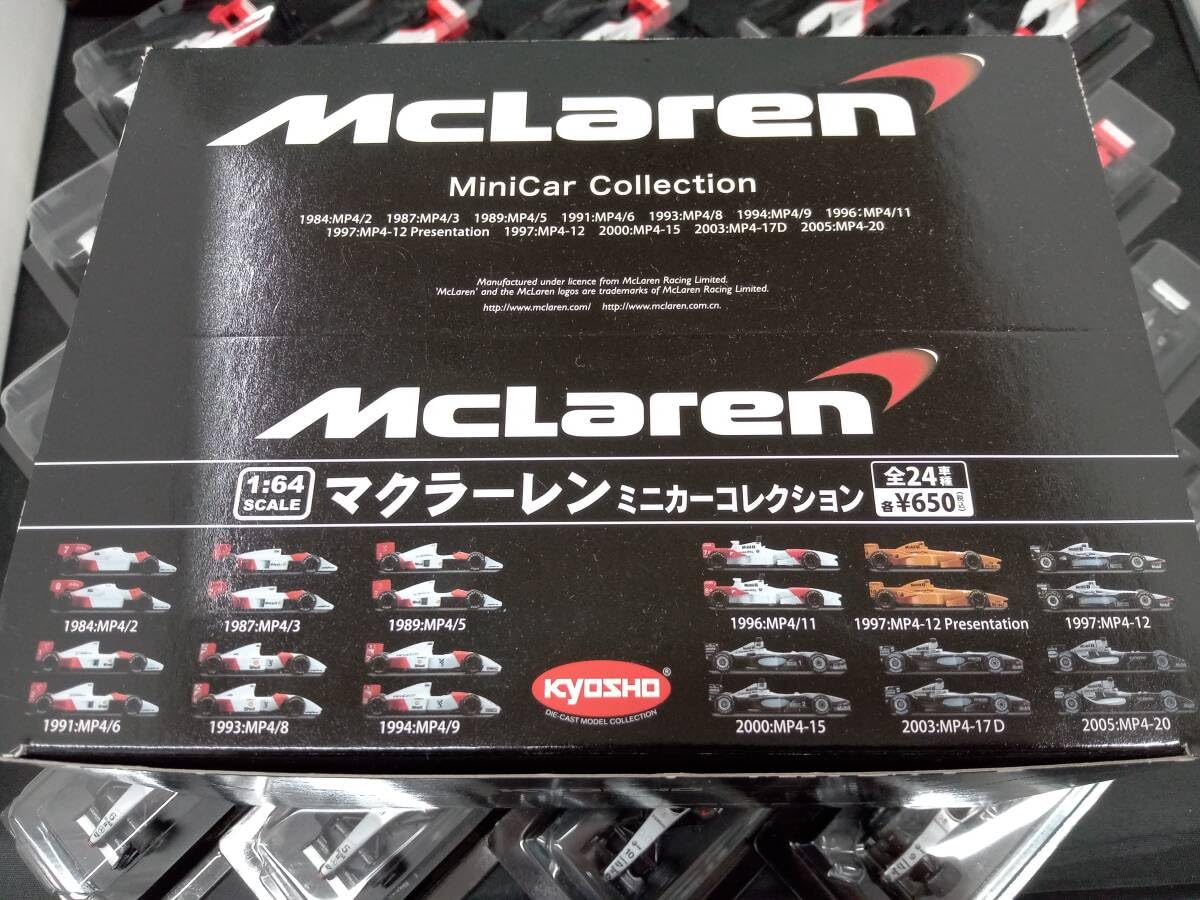 McLaren
MiniCar Collection
1984:MP4/2 1987:MP4/3 1989:MP4/5 1991:MP4/6 1993:MP4/8 1994:MP4/9 1996:MP4/11
1997:MP4-12 Presentation 1997:MP4-12 2000:MP4-15 2003:MP4-17D 2005:MP4-20
Manufactured under licence from McLaren Racing Limited.
'McLaren' and the McLaren logos are trademarks of McLaren Racing Limited.
http://www.mclaren.com/ http://www.mclaren.com.cn.
McLaren
1:64
SCALE
マクラーレン ミニカーコレクション
全24車種
各¥650(税込)
1984:MP4/2 1987:MP4/3 1989:MP4/5 1996:MP4/11 1997:MP4-12 Presentation 1997:MP4-12
KYOSHO®
DIE-CAST MODEL COLLECTION
1991:MP4/6 1993:MP4/8 1994:MP4/9 2000:MP4-15 2003:MP4-17D 2005:MP4-20